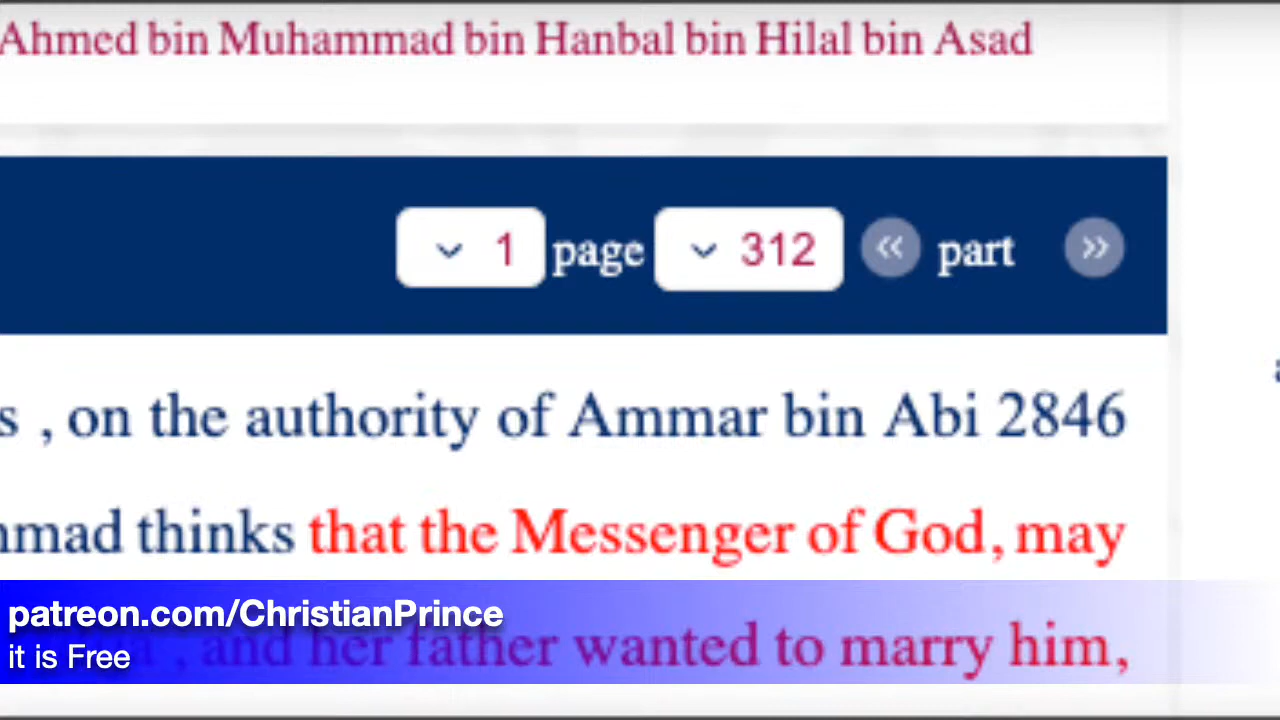 Ahmed bin Muhammad bin Hanbal bin Hilal bin Asad
1 page 312 part
, on the authority of Ammar bin Abi 2846
thinks that the Messenger of God, may
, and her father wanted to marry him,
patreon.com/ChristianPrince
it is Free